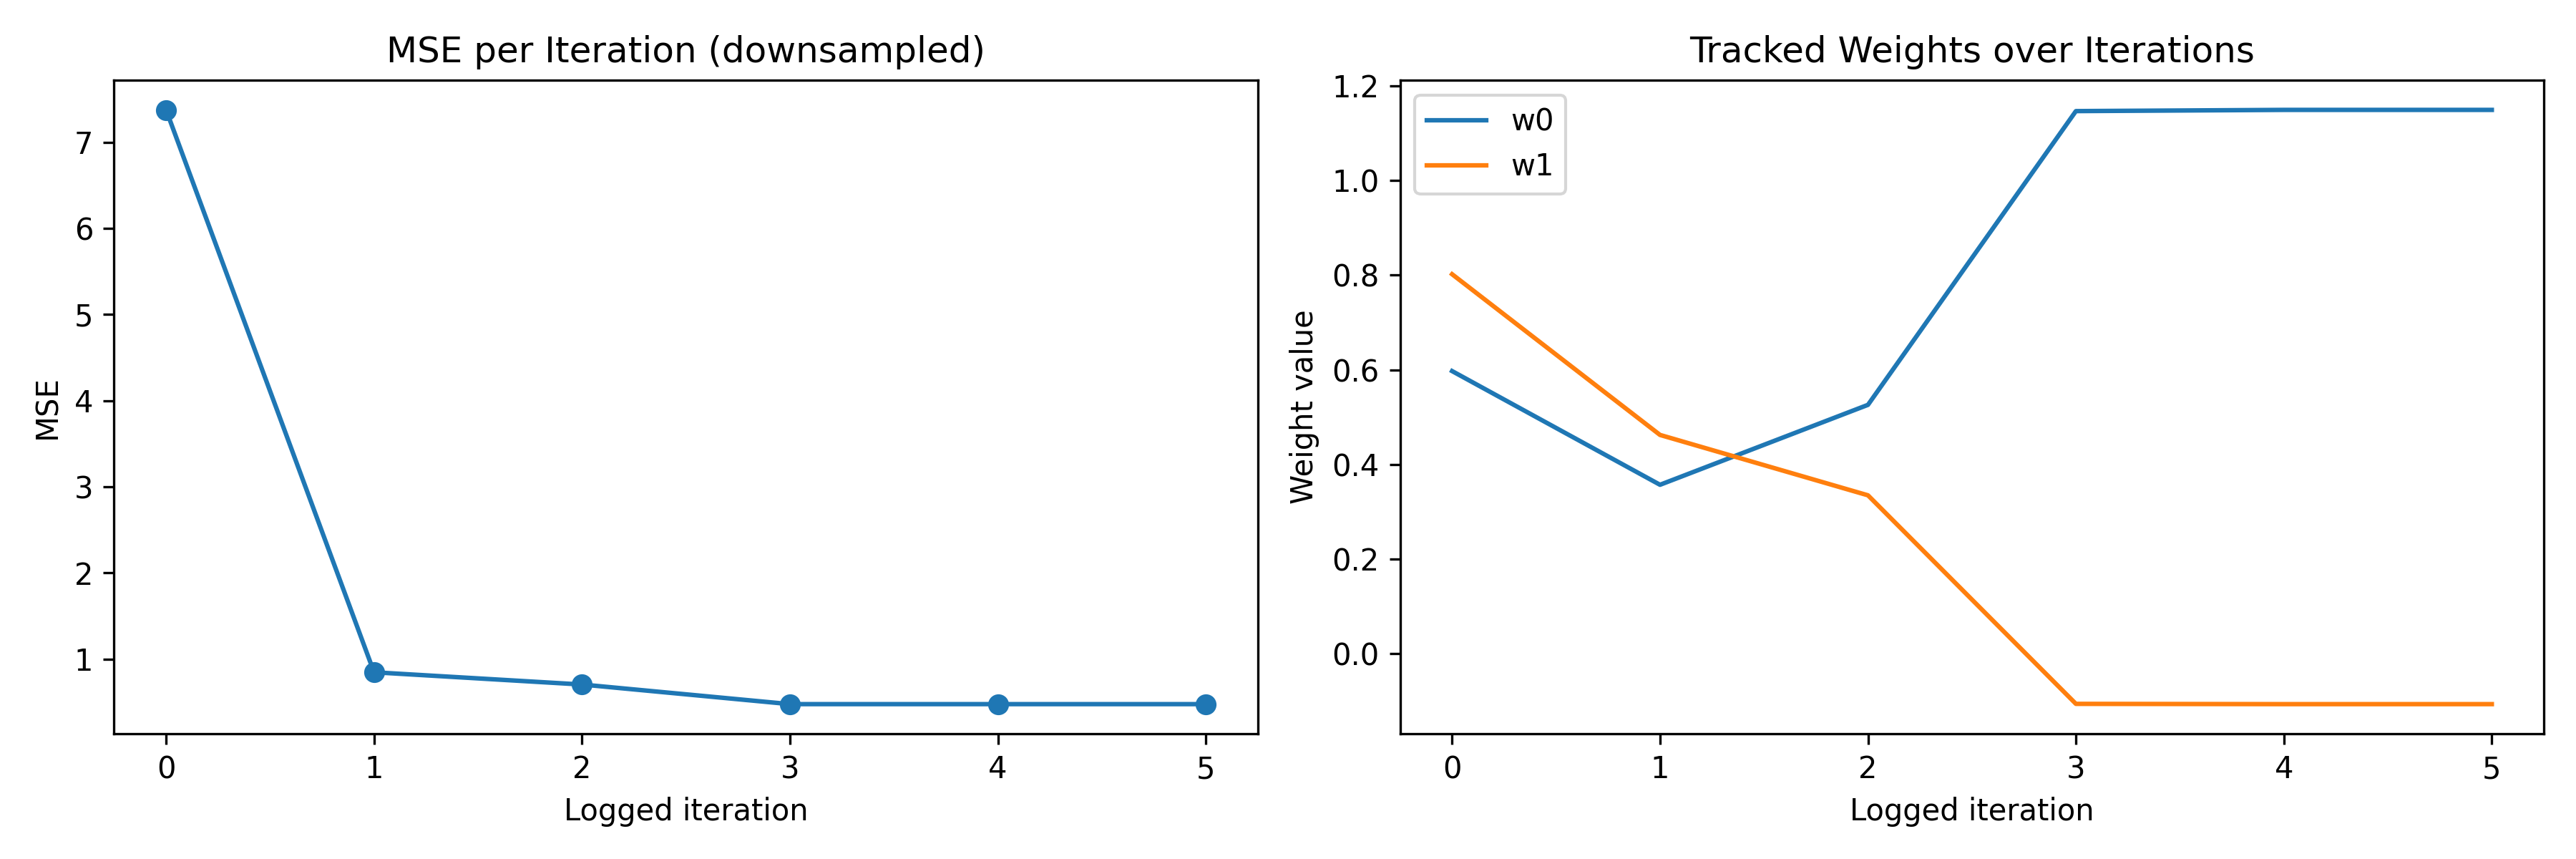 MSE per Iteration (downsampled)
7
6
5
4
3
2
1
MSE
0 1 2 3 4 5
Logged iteration
Tracked Weights over Iterations
1.2
1.0
0.8
0.6
0.4
0.2
0.0
Weight value
w0
w1
0 1 2 3 4 5
Logged iteration